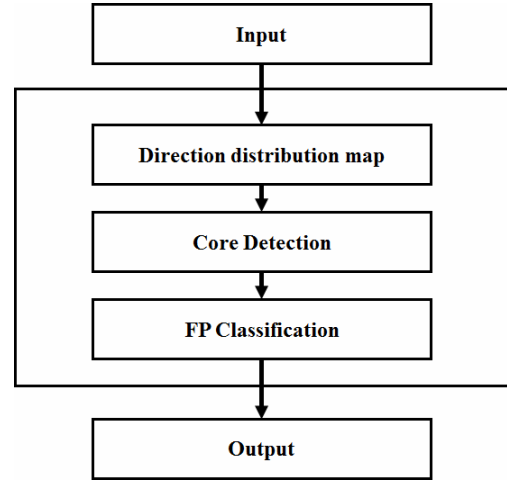 Input
Direction distribution map
Core Detection
FP Classification
Output